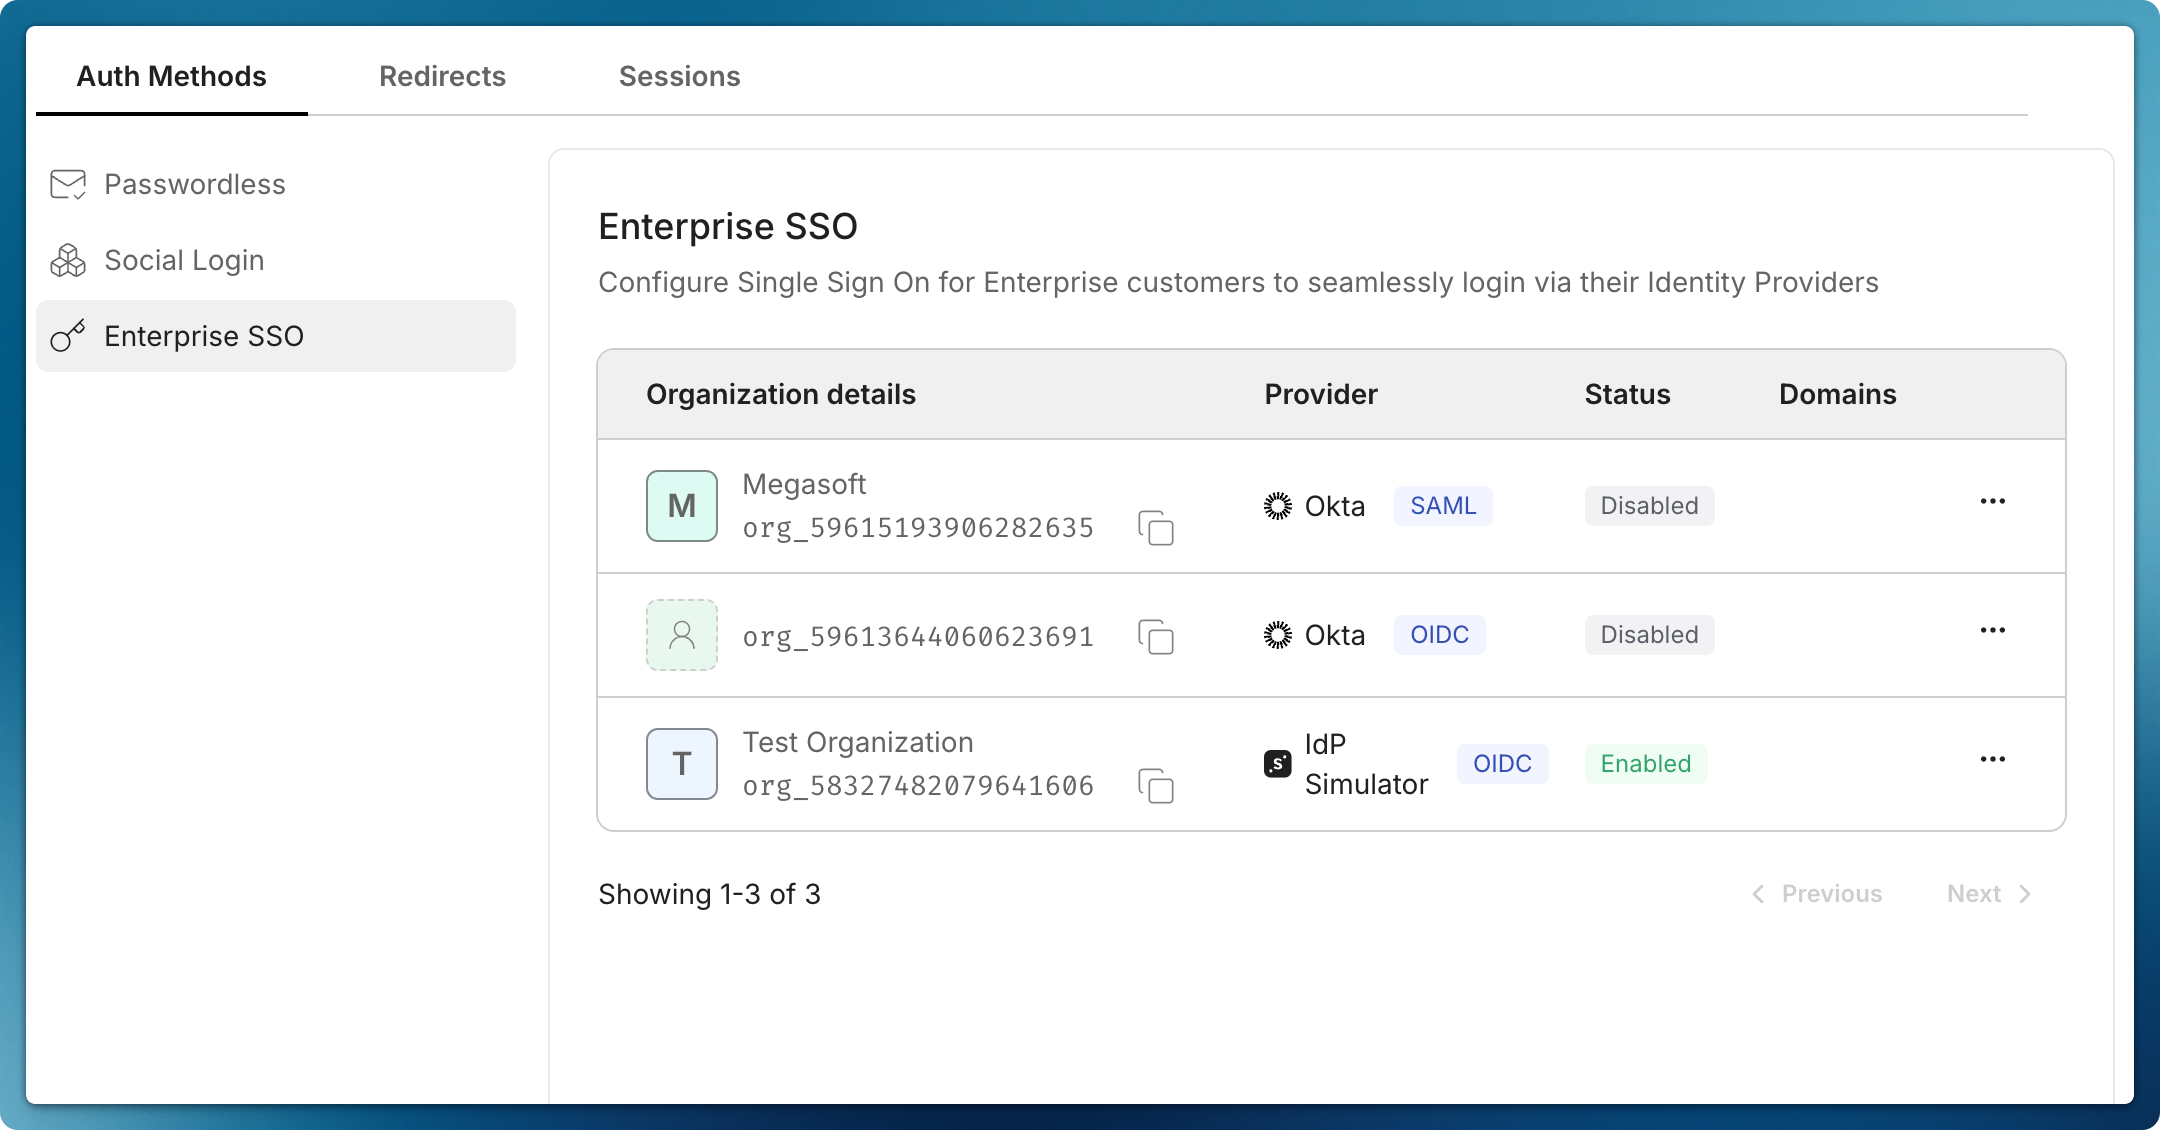 Auth Methods
Redirects
Sessions
Passwordless
Social Login
Enterprise SSO
Enterprise SSO
Configure Single Sign On for Enterprise customers to seamlessly login via their Identity Providers
Organization details
Provider
Status
Domains
M
Megasoft
org_59615193906282635
Okta
SAML
Disabled
org_59613644060623691
Okta
OIDC
Disabled
T
Test Organization
org_58327482079641606
.s
IdP
Simulator
OIDC
Enabled
Showing 1-3 of 3
Previous
Next